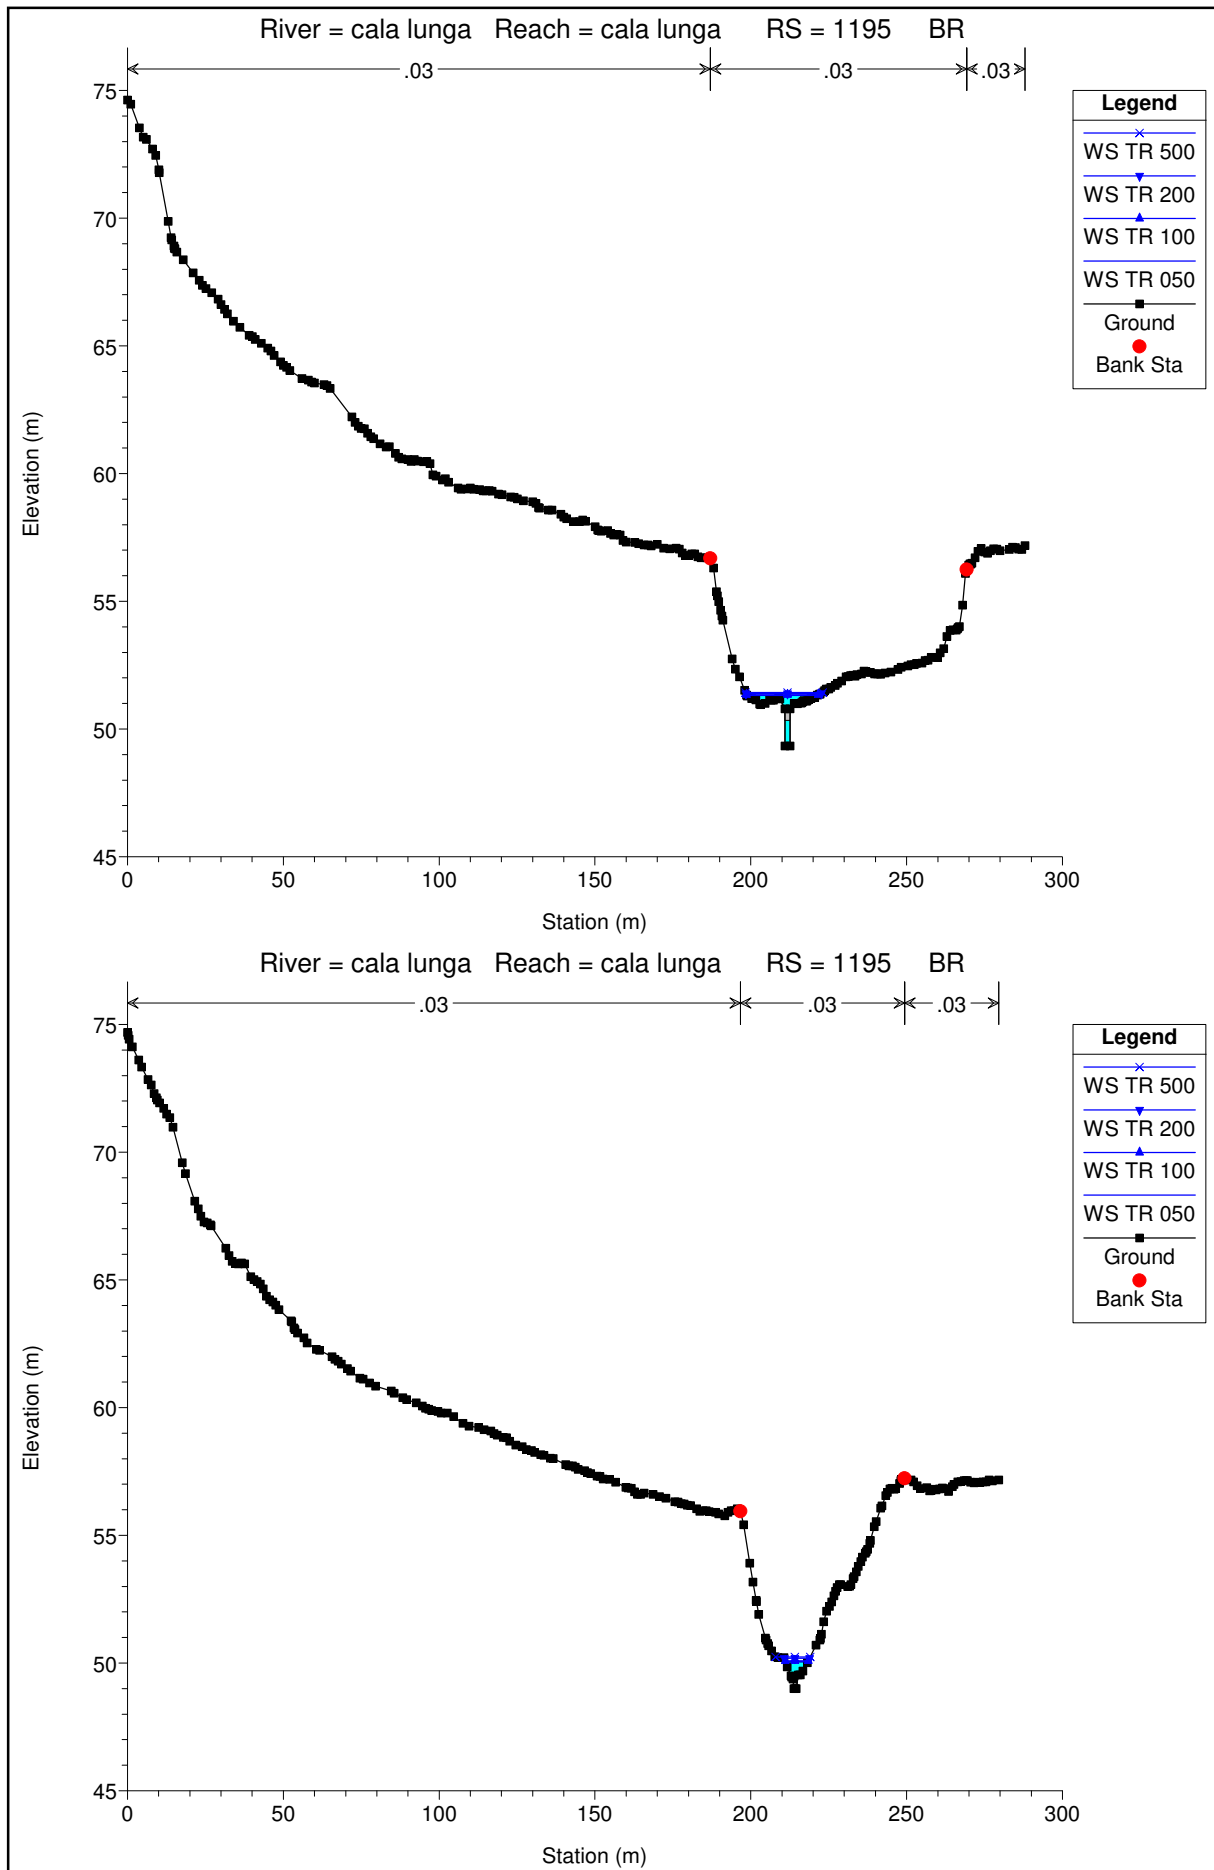 River = cala lunga Reach = cala lunga RS = 1195 BR
.03 .03 .03
75
70
65
60
55
50
45
Elevation (m)
0 50 100 150 200 250 300
Station (m)
Legend
WS TR 500
WS TR 200
WS TR 100
WS TR 050
Ground
Bank Sta
River = cala lunga Reach = cala lunga RS = 1195 BR
.03 .03 .03
75
70
65
60
55
50
45
Elevation (m)
0 50 100 150 200 250 300
Station (m)
Legend
WS TR 500
WS TR 200
WS TR 100
WS TR 050
Ground
Bank Sta